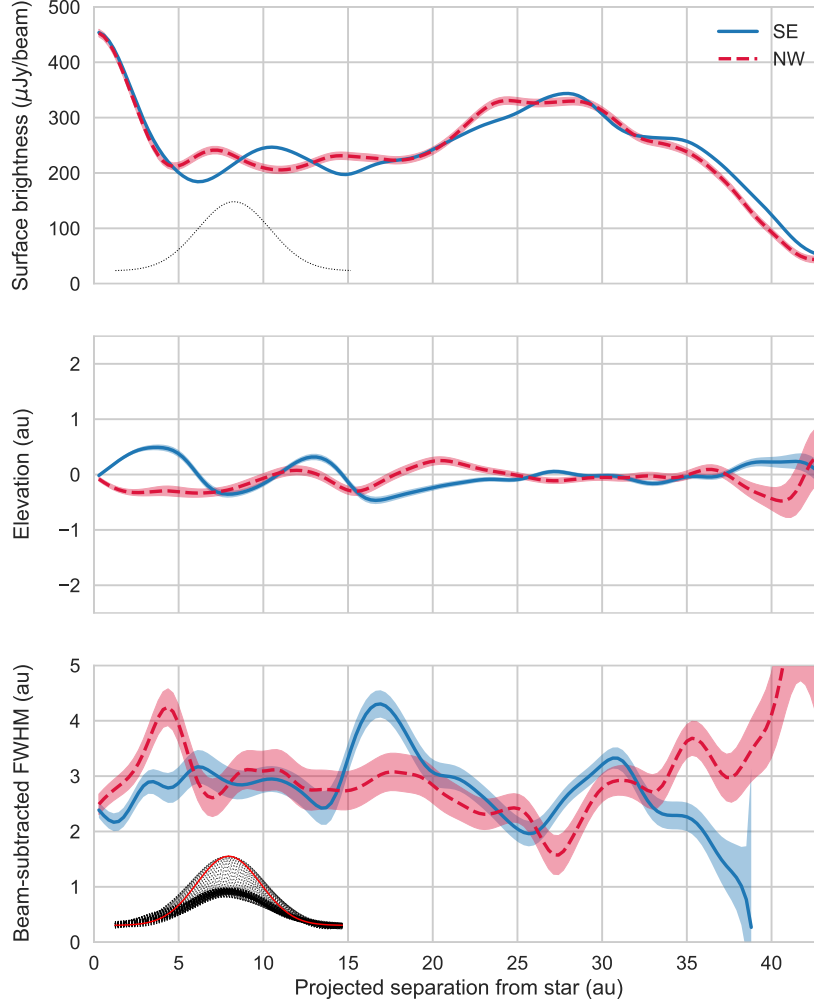 500
400
300
200
100
0
Surface brightness (μJy/beam)
SE
NW
2
1
0
−1
−2
Elevation (au)
5
4
3
2
1
0
Beam-subtracted FWHM (au)
0 5 10 15 20 25 30 35 40
Projected separation from star (au)